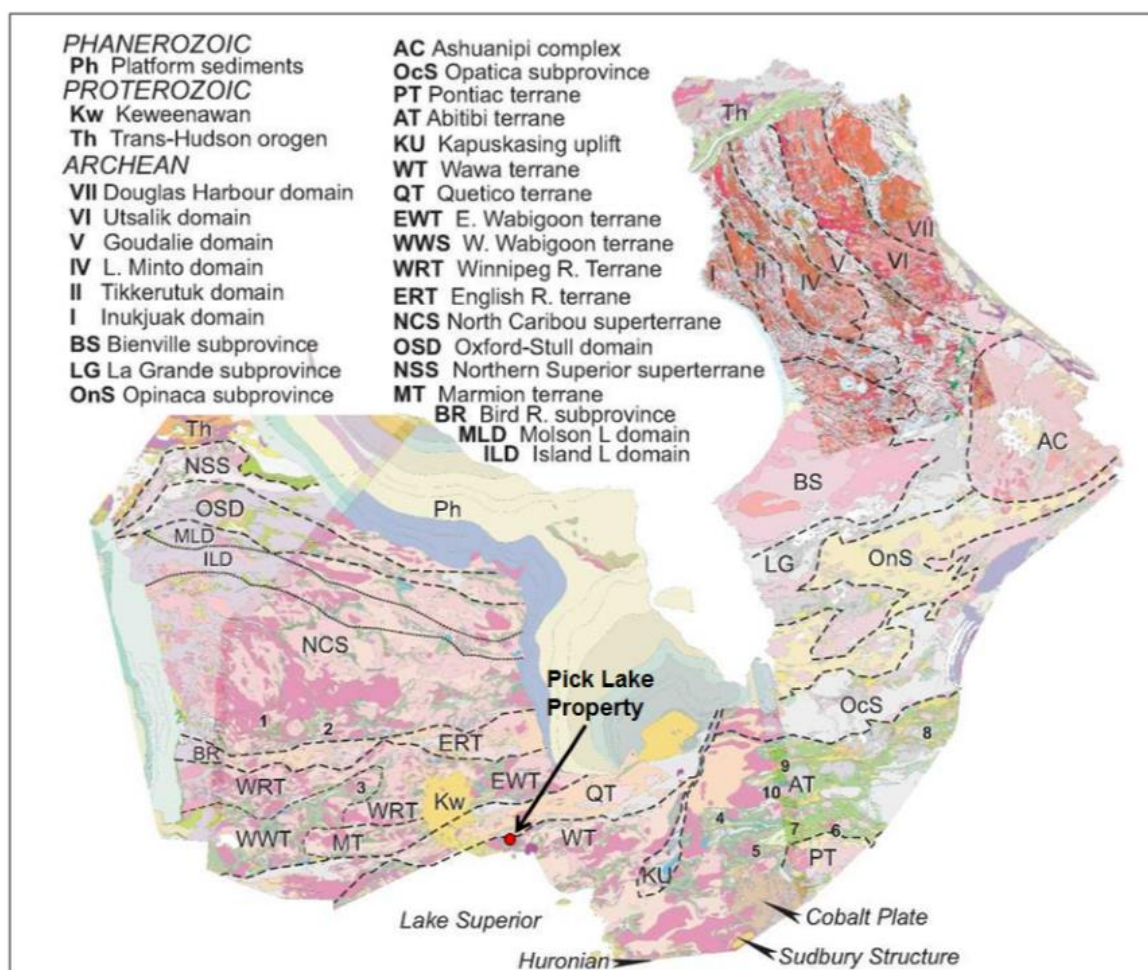 PHANEROZOIC
Ph Platform sediments
PROTEROZOIC
Kw Keweenawan
Th Trans-Hudson orogen
ARCHEAN
VII Douglas Harbour domain
VI Utsalik domain
V Goudalie domain
IV L. Minto domain
II Tikkerutuk domain
I Inukjuak domain
BS Bienville subprovince
LG La Grande subprovince
OnS Opinaca subprovince
AC Ashuanipi complex
OcS Opatica subprovince
PT Pontiac terrane
AT Abitibi terrane
KU Kapuskasing uplift
WT Wawa terrane
QT Quetico terrane
EWT E. Wabigoon terrane
WWS W. Wabigoon terrane
WRT Winnipeg R. Terrane
ERT English R. terrane
NCS North Caribou superterrane
OSD Oxford-Stull domain
NSS Northern Superior superterrane
MT Marmion terrane
BR Bird R. subprovince
MLD Molson L domain
ILD Island L domain
Th
VII
VI
V
IV
II
I
AC
BS
LG
OnS
OcS
Th
NSS
OSD
MLD
ILD
Ph
NCS
Pick Lake
Property
1
2
BR
ERT
WRT
3
WRT
Kw
EWT
QT
WWT
MT
WT
KU
8
9
AT
10
4
7
6
5
PT
Lake Superior
Cobalt Plate
Sudbury Structure
Huronian